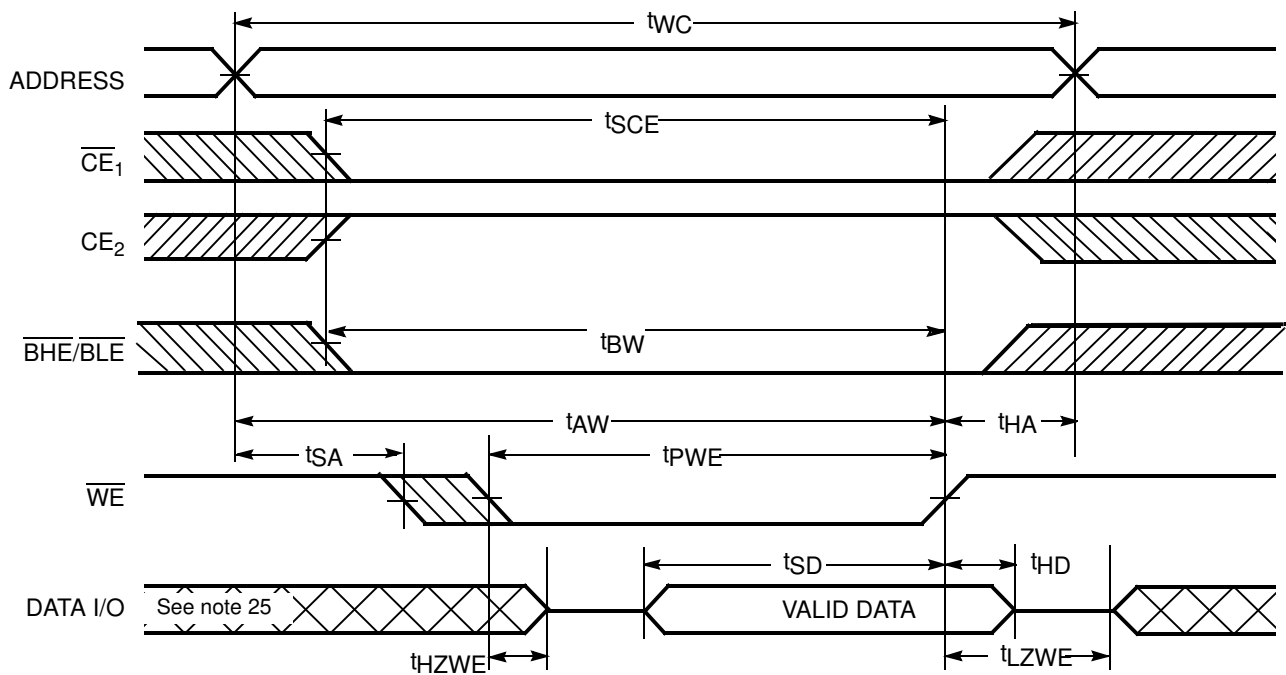 tWC
ADDRESS
tSCE
CE1
CE2
tBW
BHE/BLE
tAW
tHA
tSA
tPWE
WE
tSD
tHD
DATA I/O
See note 25
VALID DATA
tHZWE
tLZWE